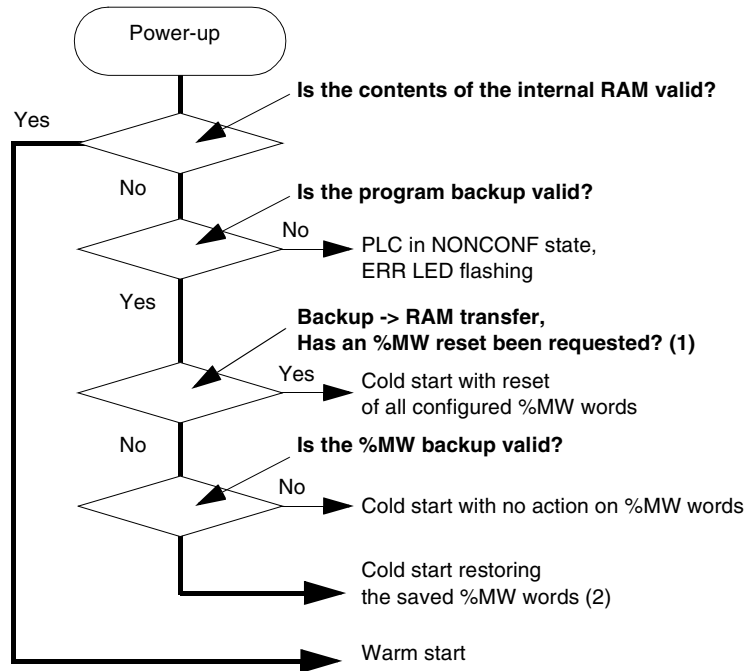 Power-up
Is the contents of the internal RAM valid?
Yes
No
Is the program backup valid?
No
PLC in NONCONF state,
ERR LED flashing
Yes
Backup -> RAM transfer,
Has an %MW reset been requested? (1)
Yes
Cold start with reset
of all configured %MW words
No
Is the %MW backup valid?
No
Cold start with no action on %MW words
Cold start restoring
the saved %MW words (2)
Warm start